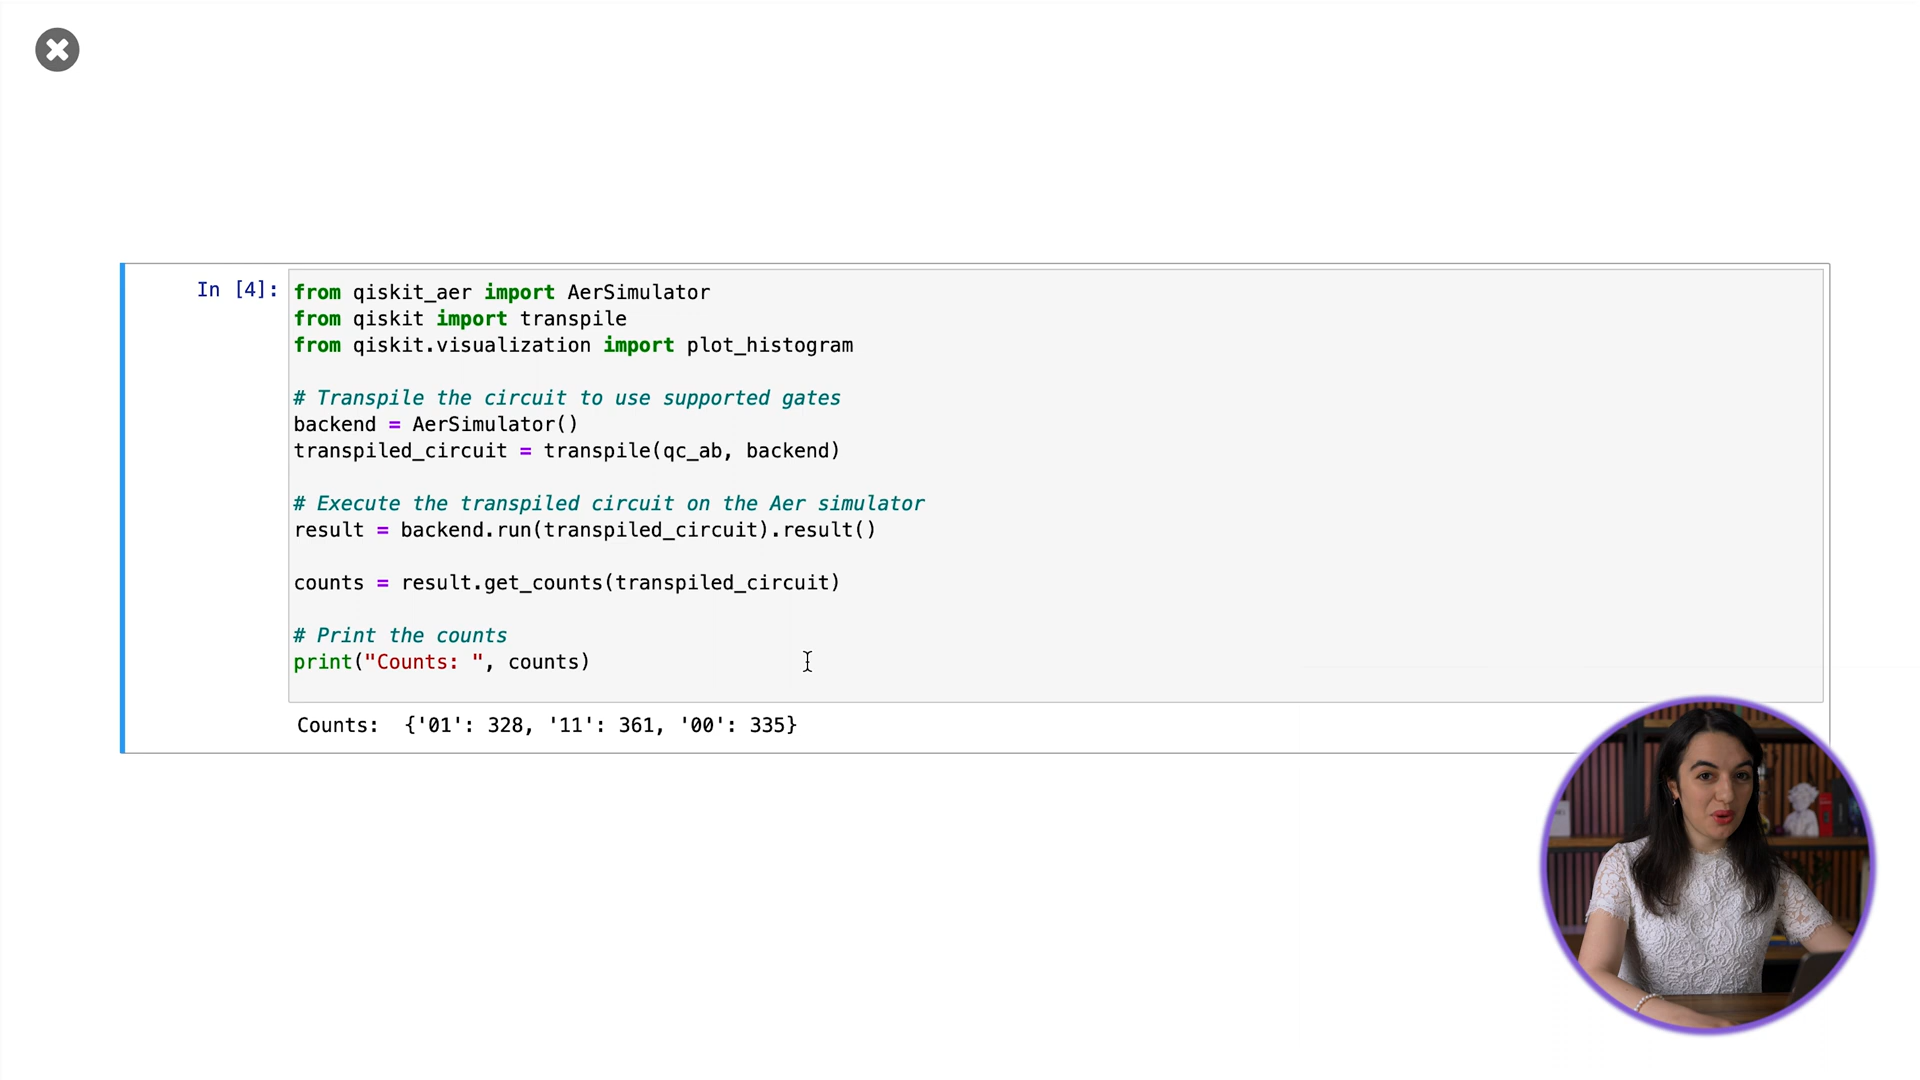 In [4]:
from qiskit_aer import AerSimulator
from qiskit import transpile
from qiskit.visualization import plot_histogram
# Transpile the circuit to use supported gates
backend = AerSimulator()
transpiled_circuit = transpile(qc_ab, backend)
# Execute the transpiled circuit on the Aer simulator
result = backend.run(transpiled_circuit).result()
counts = result.get_counts(transpiled_circuit)
# Print the counts
print("Counts: ", counts)
Counts:  {'01': 328, '11': 361, '00': 335}